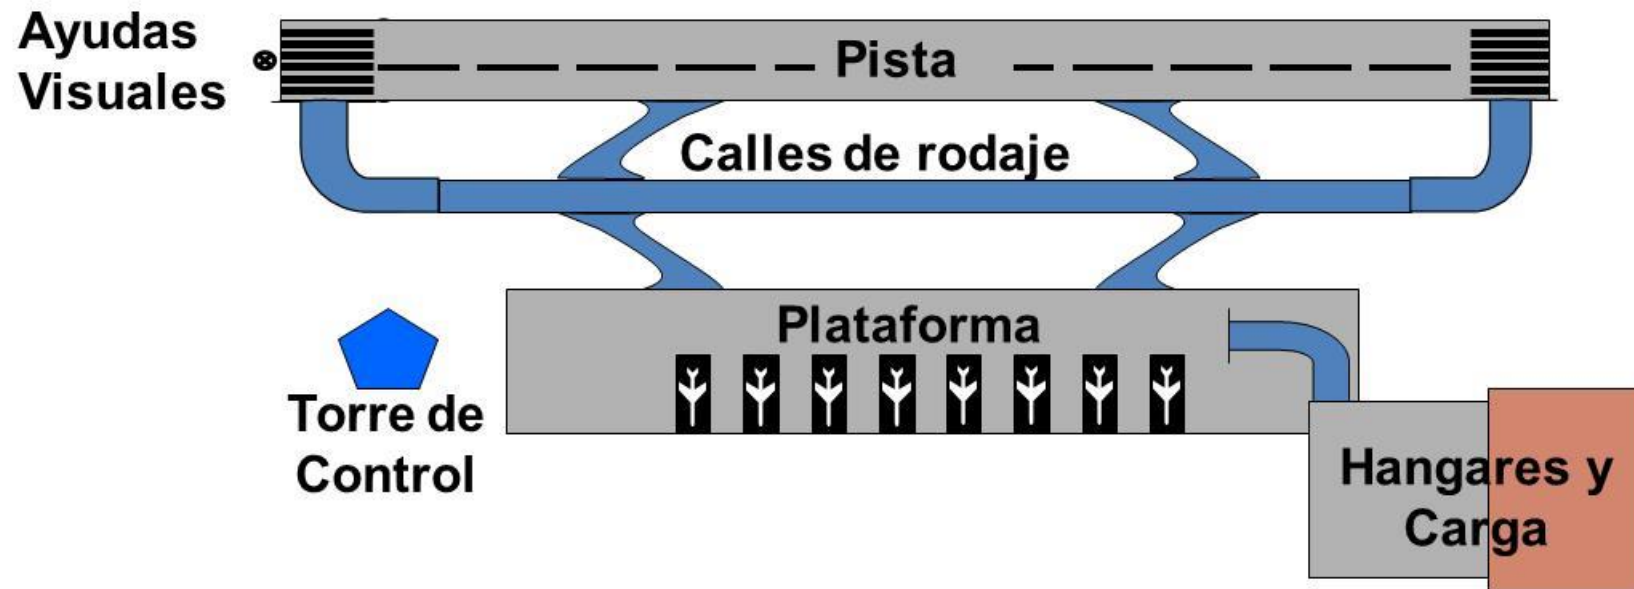 Ayudas
Visuales
Pista
Calles de rodaje
Plataforma
Torre de
Control
Hangares y
Carga